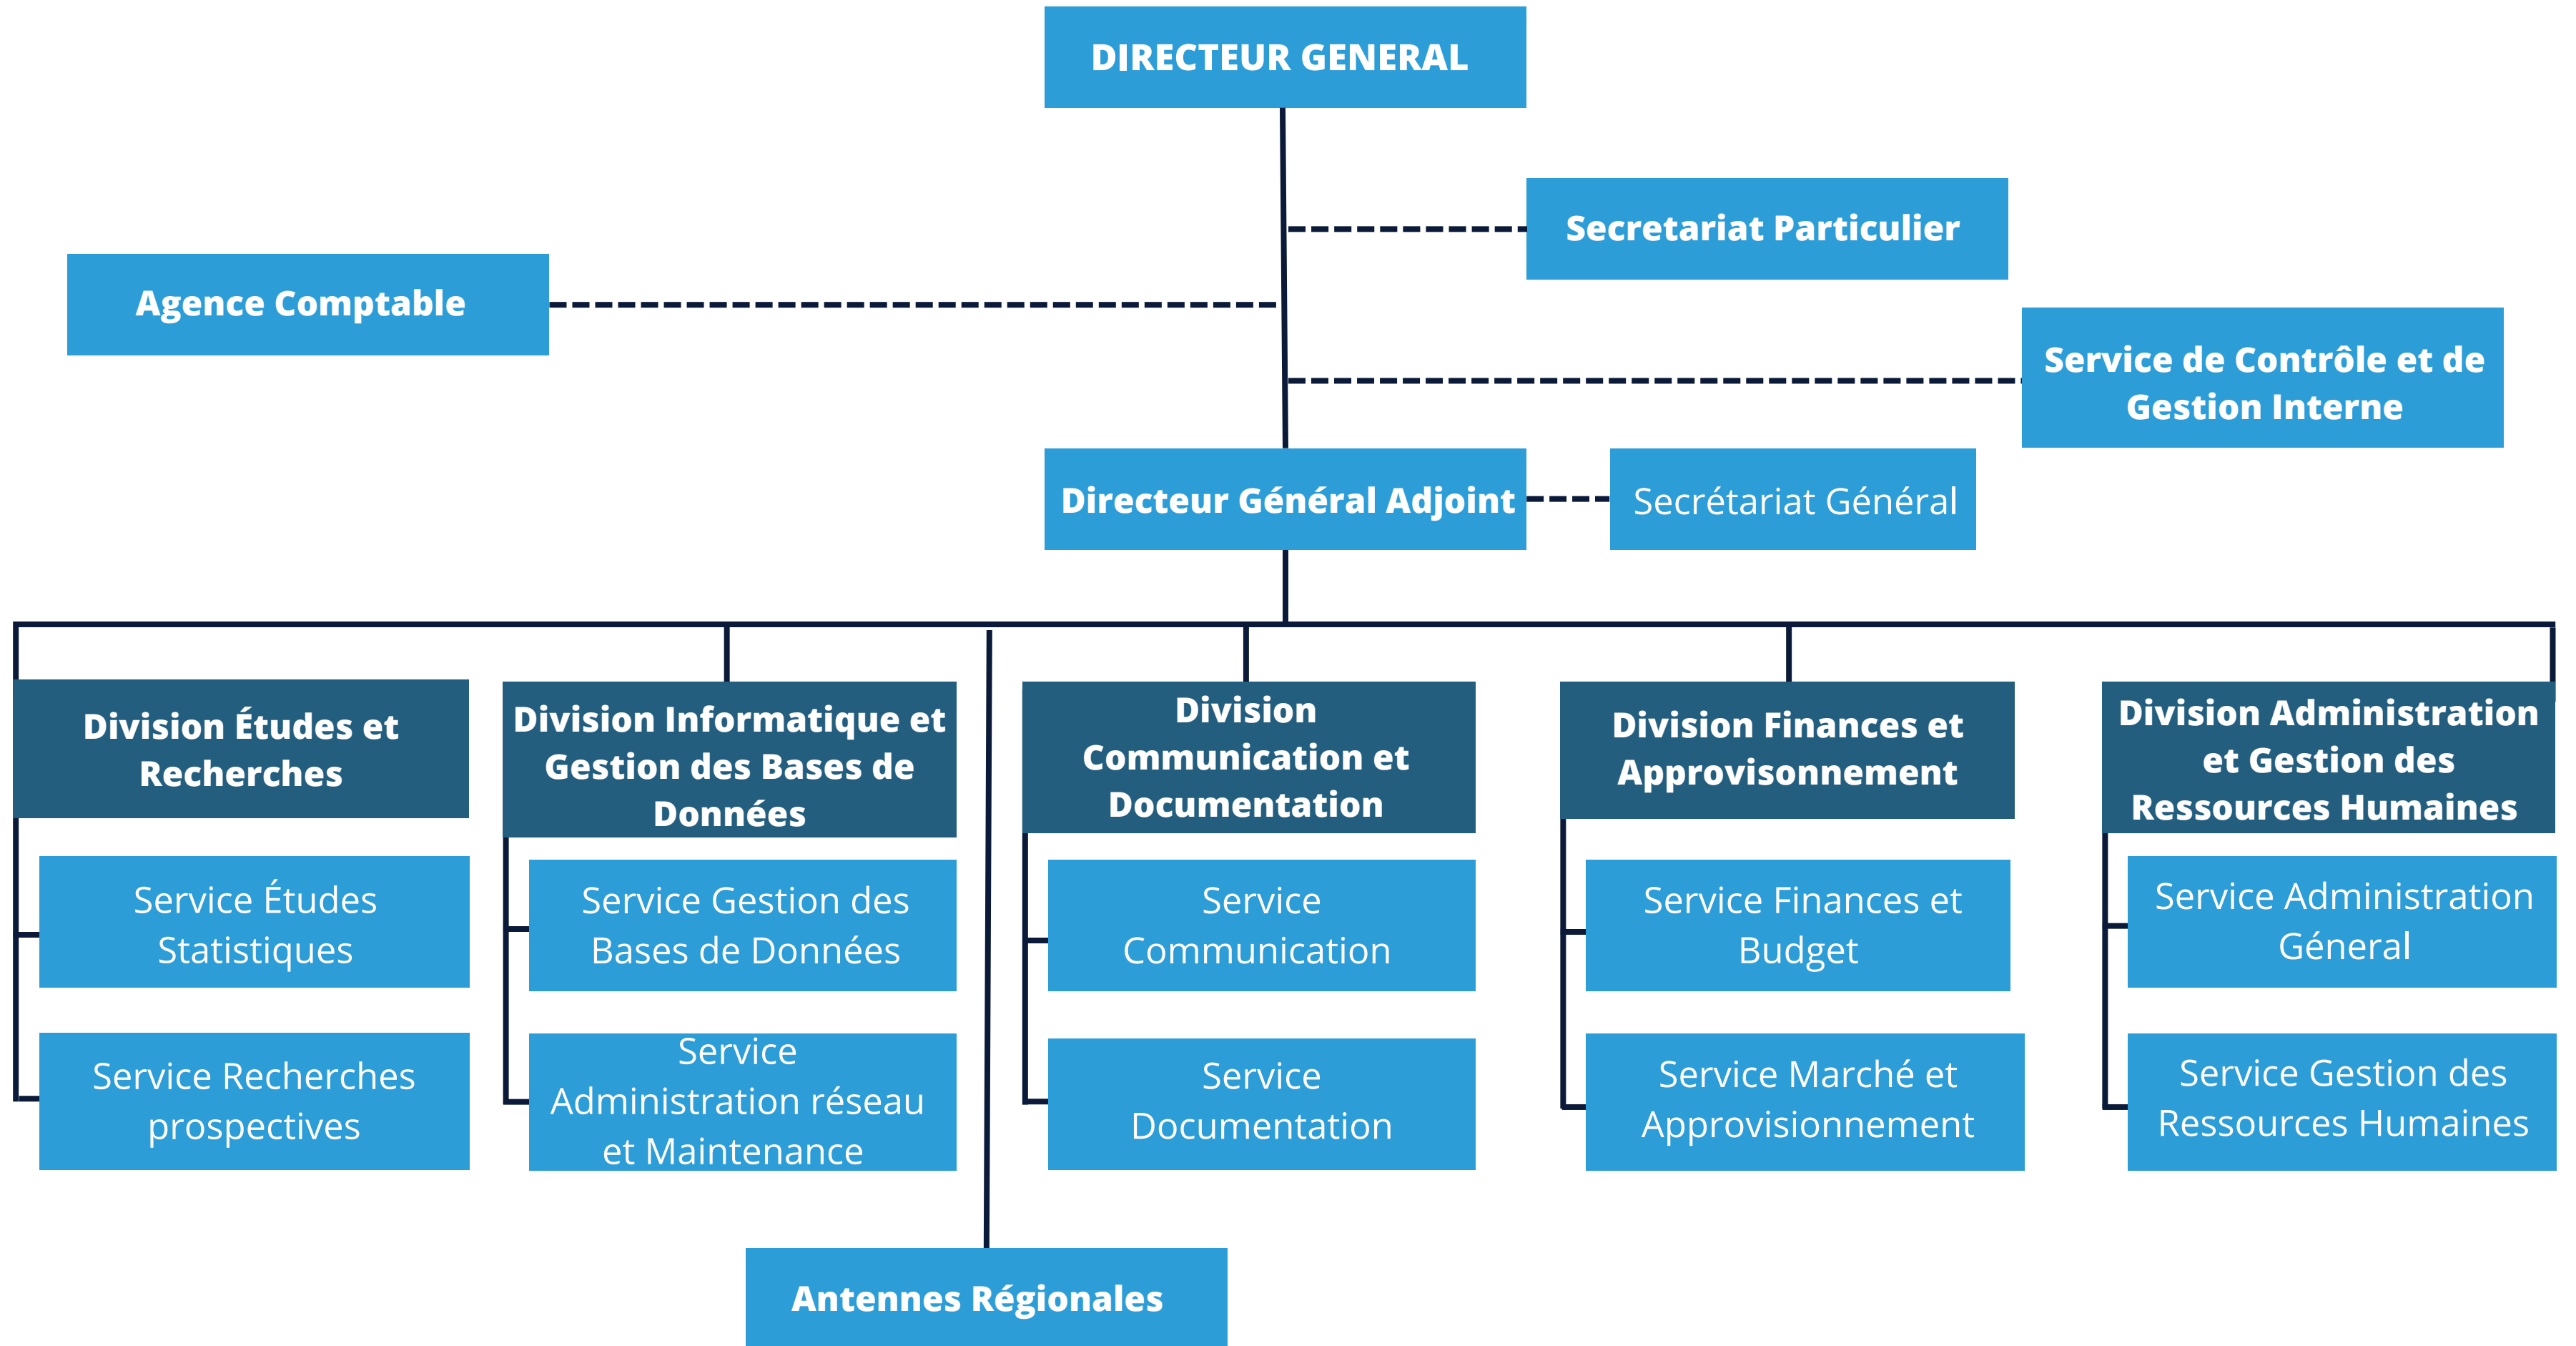 DIRECTEUR GENERAL
Secretariat Particulier
Agence Comptable
Service de Contrôle et de
Gestion Interne
Directeur Général Adjoint
Secrétariat Général
Division Études et
Recherches
Service Études
Statistiques
Service Recherches
prospectives
Division Informatique et
Gestion des Bases de
Données
Service Gestion des
Bases de Données
Service
Administration réseau
et Maintenance
Division
Communication et
Documentation
Service
Communication
Service
Documentation
Division Finances et
Approvisonnement
Service Finances et
Budget
Service Marché et
Approvisionnement
Division Administration
et Gestion des
Ressources Humaines
Service Administration
Géneral
Service Gestion des
Ressources Humaines
Antennes Régionales